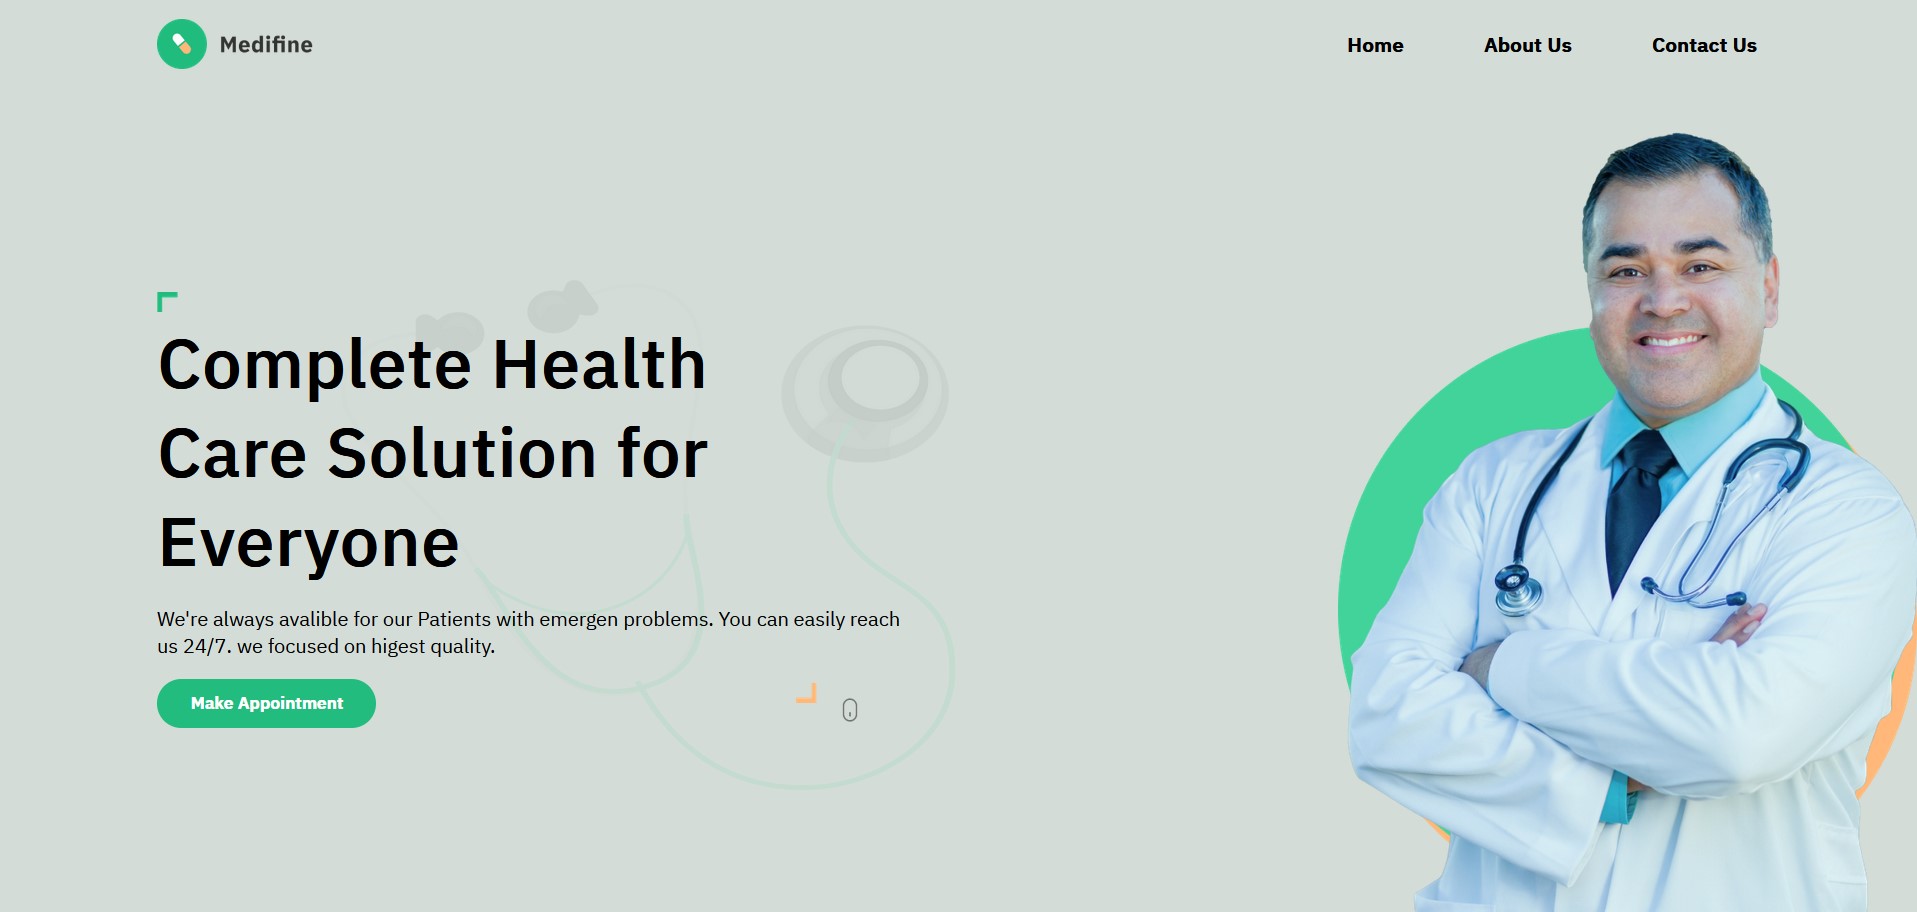 Medifine
Home
About Us
Contact Us
Complete Health
Care Solution for
Everyone
We're always avalible for our Patients with emergen problems. You can easily reach
us 24/7. we focused on higest quality.
Make Appointment